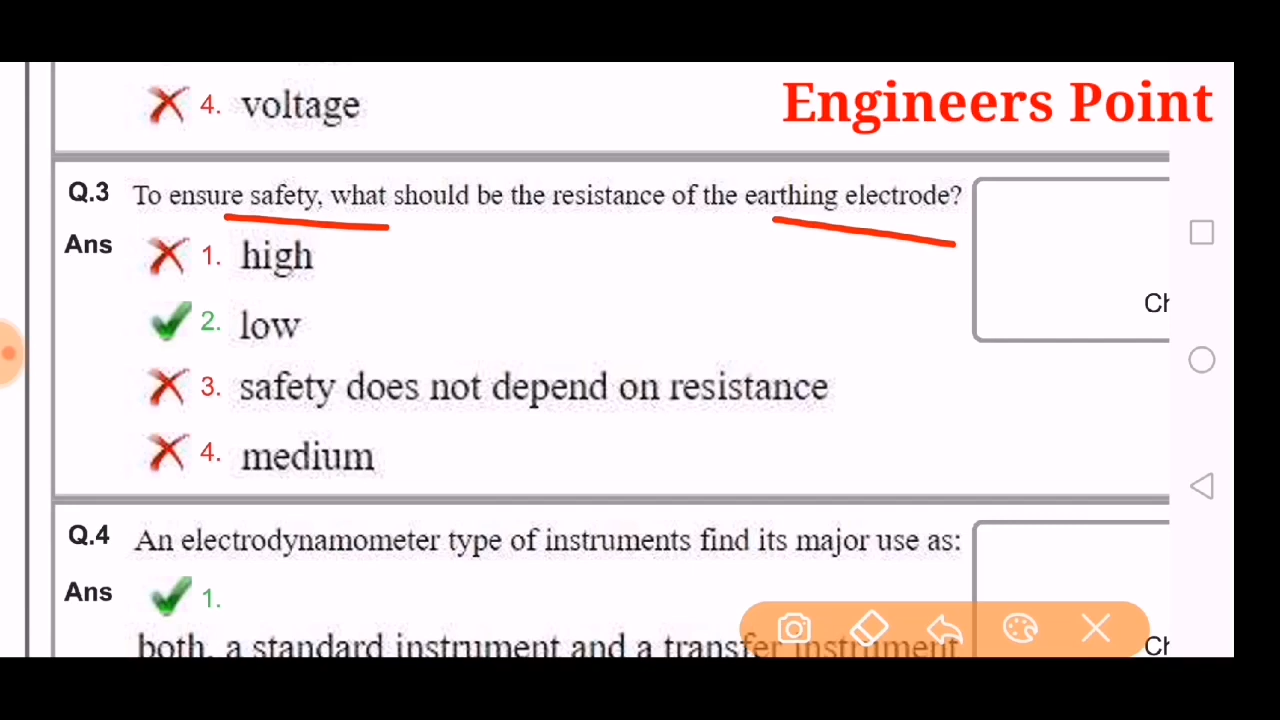 4. voltage
Engineers Point
Q.3 To ensure safety, what should be the resistance of the earthing electrode?
Ans
1. high
2. low
3. safety does not depend on resistance
4. medium
Ch
Q.4 An electrodynamometer type of instruments find its major use as:
Ans
1.
both, a standard instrument and a transfer instrument
Ch